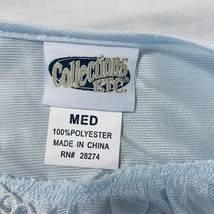 Collections
ETC.
MED
100%POLYESTER
MADE IN CHINA
RN# 28274